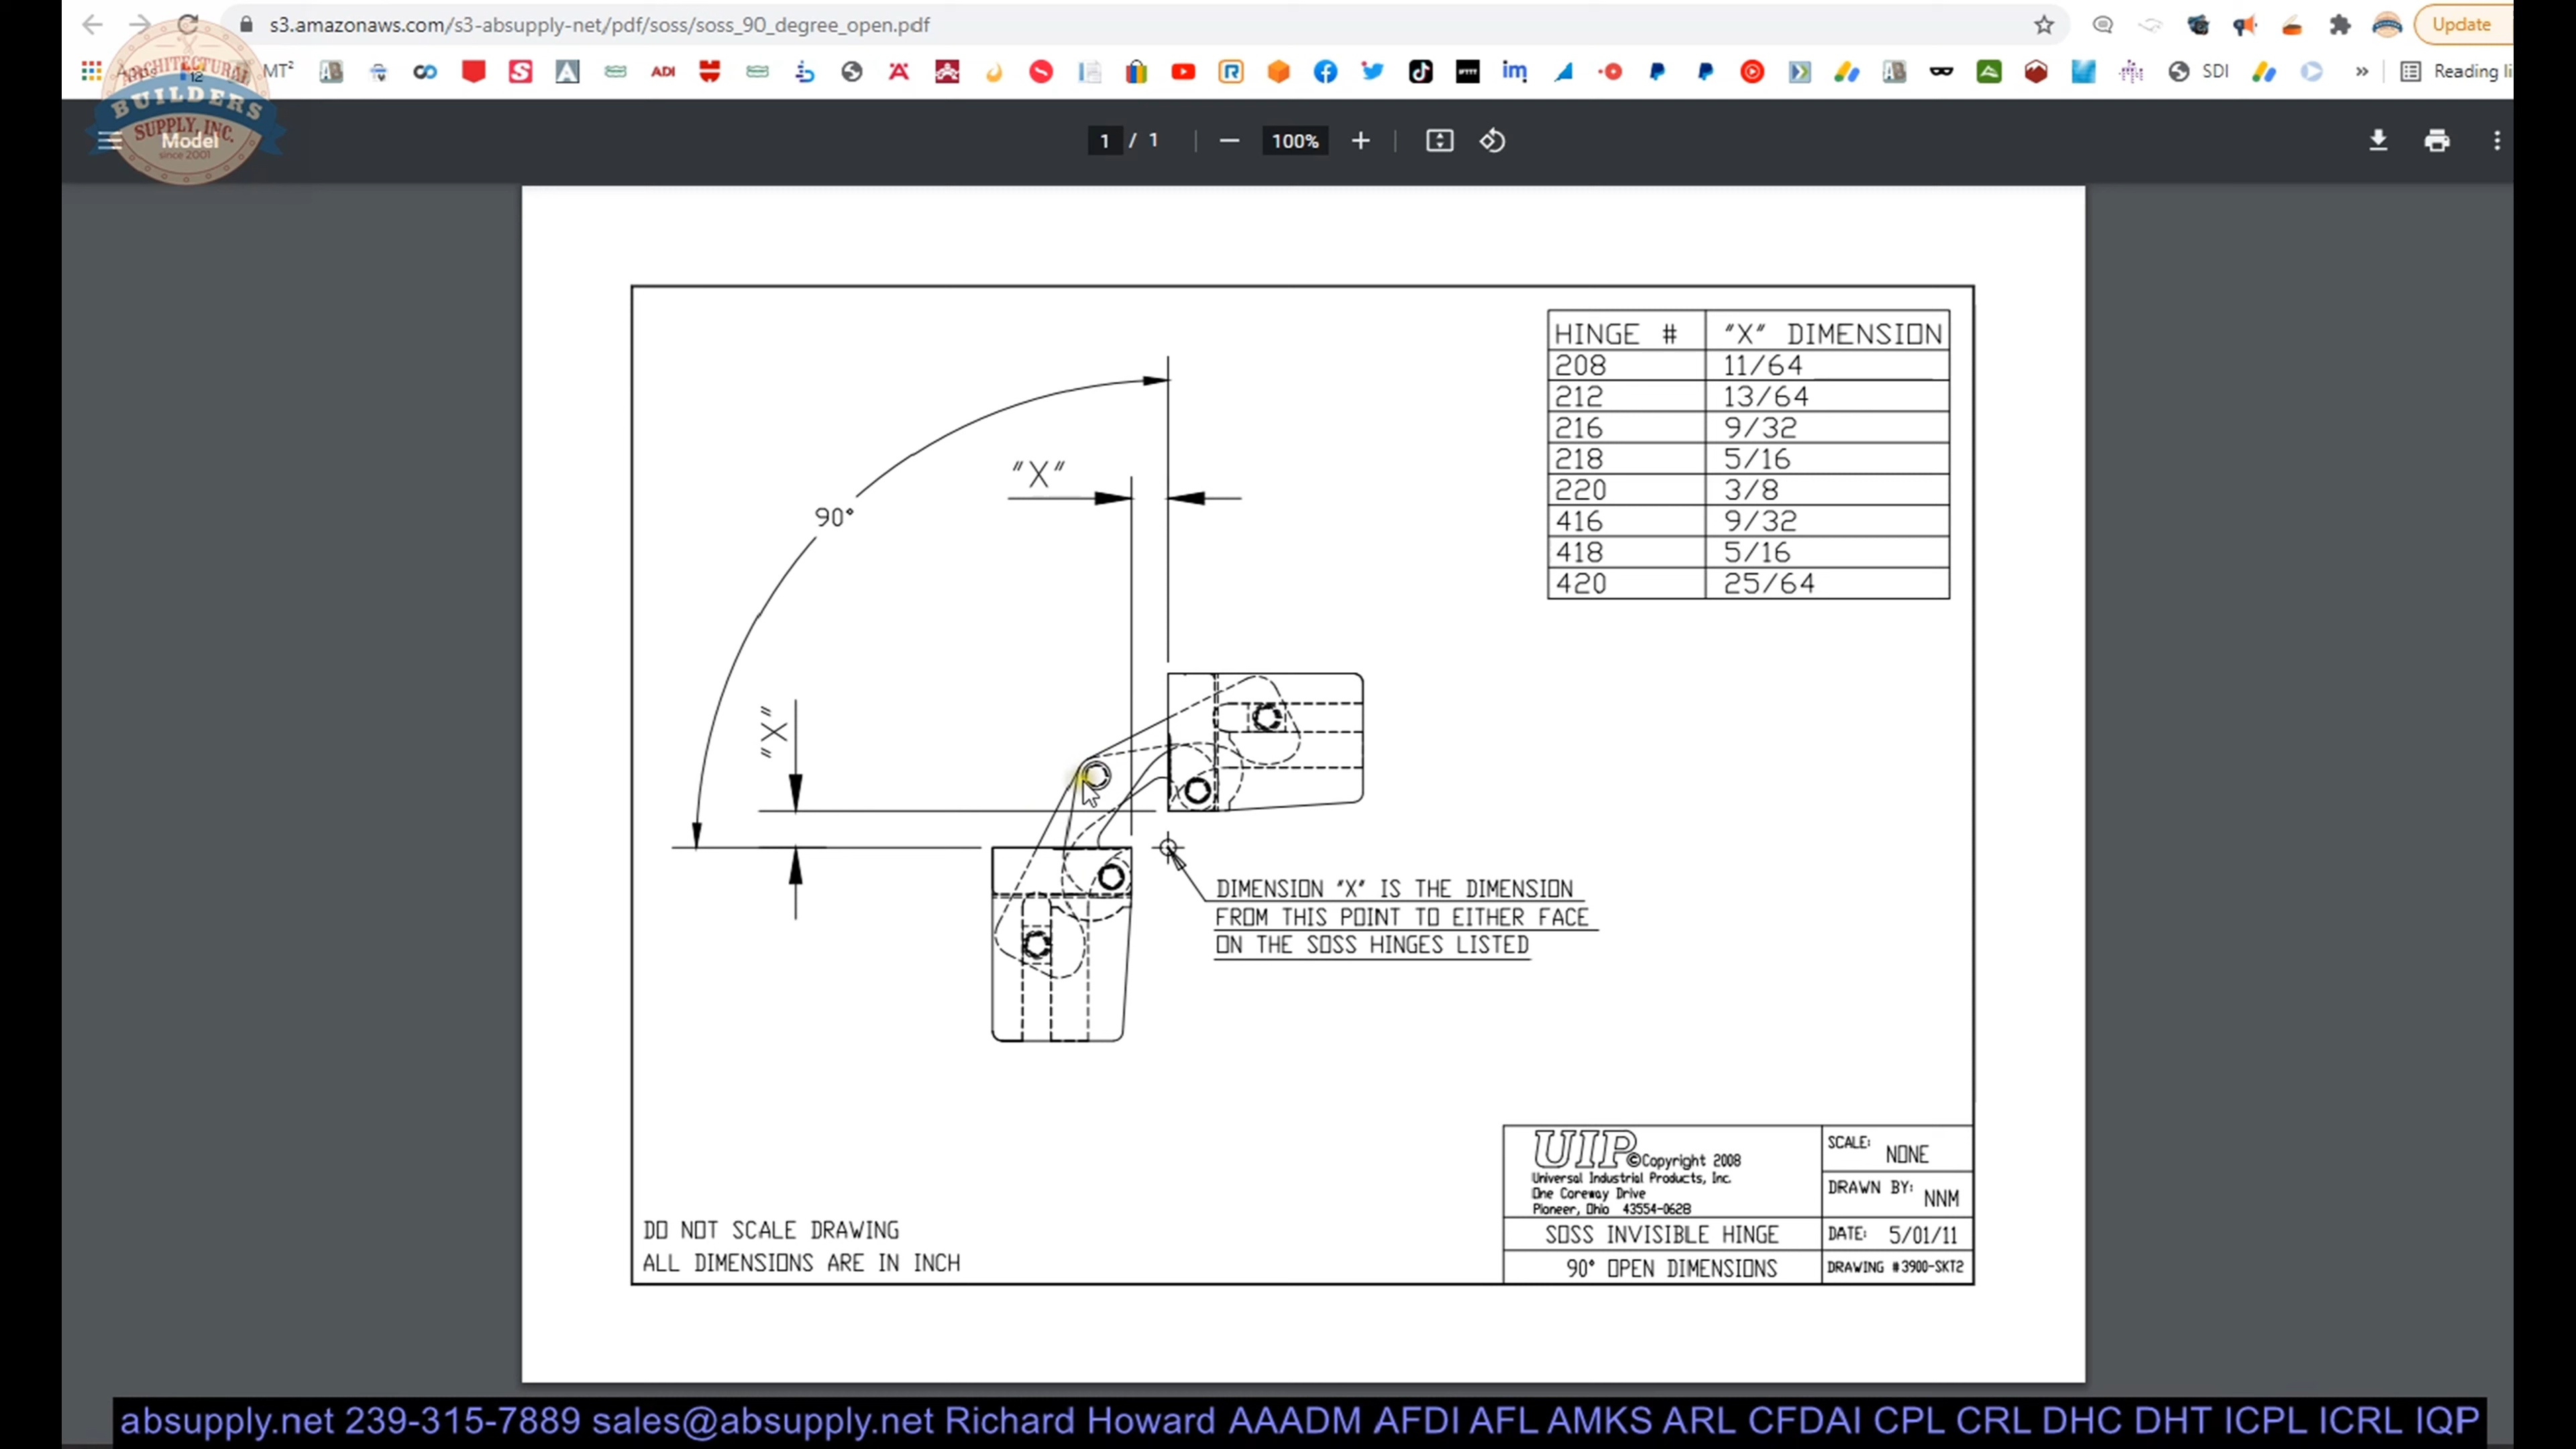 s3.amazonaws.com/s3-absupply-net/pdf/soss/soss_90_degree_open.pdf
Update
MT²
ADI
SDI
»
Reading li
ARCHITECTURAL
BUILDERS
SUPPLY, INC.
since 2001
Model
1 / 1
100%
HINGE # "X" DIMENSION
208 11/64
212 13/64
216 9/32
218 5/16
220 3/8
416 9/32
418 5/16
420 25/64
"X"
90°
"X"
DIMENSION "X" IS THE DIMENSION
FROM THIS POINT TO EITHER FACE
ON THE SOSS HINGES LISTED
UIP ©Copyright 2008
Universal Industrial Products, Inc.
One Coreway Drive
Pioneer, Ohio 43554-0628
SOSS INVISIBLE HINGE
90° OPEN DIMENSIONS
SCALE: NONE
DRAWN BY: NNM
DATE: 5/01/11
DRAWING #3900-SKT2
DO NOT SCALE DRAWING
ALL DIMENSIONS ARE IN INCH
absupply.net 239-315-7889 sales@absupply.net Richard Howard AAADM AFDI AFL AMKS ARL CFDAI CPL CRL DHC DHT ICPL ICRL IQP